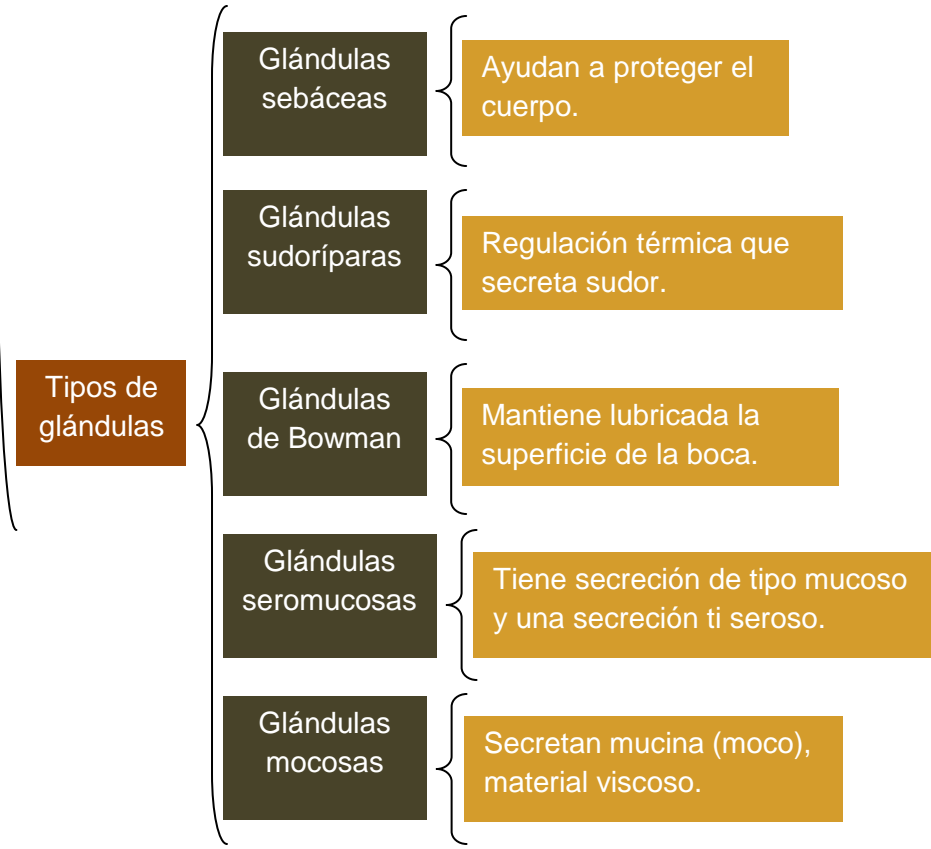 Tipos de
glándulas
Glándulas
sebáceas
Ayudan a proteger el
cuerpo.
Glándulas
sudoríparas
Regulación térmica que
secreta sudor.
Glándulas
de Bowman
Mantiene lubricada la
superficie de la boca.
Glándulas
seromucosas
Tiene secreción de tipo mucoso
y una secreción ti seroso.
Glándulas
mocosas
Secretan mucina (moco),
material viscoso.